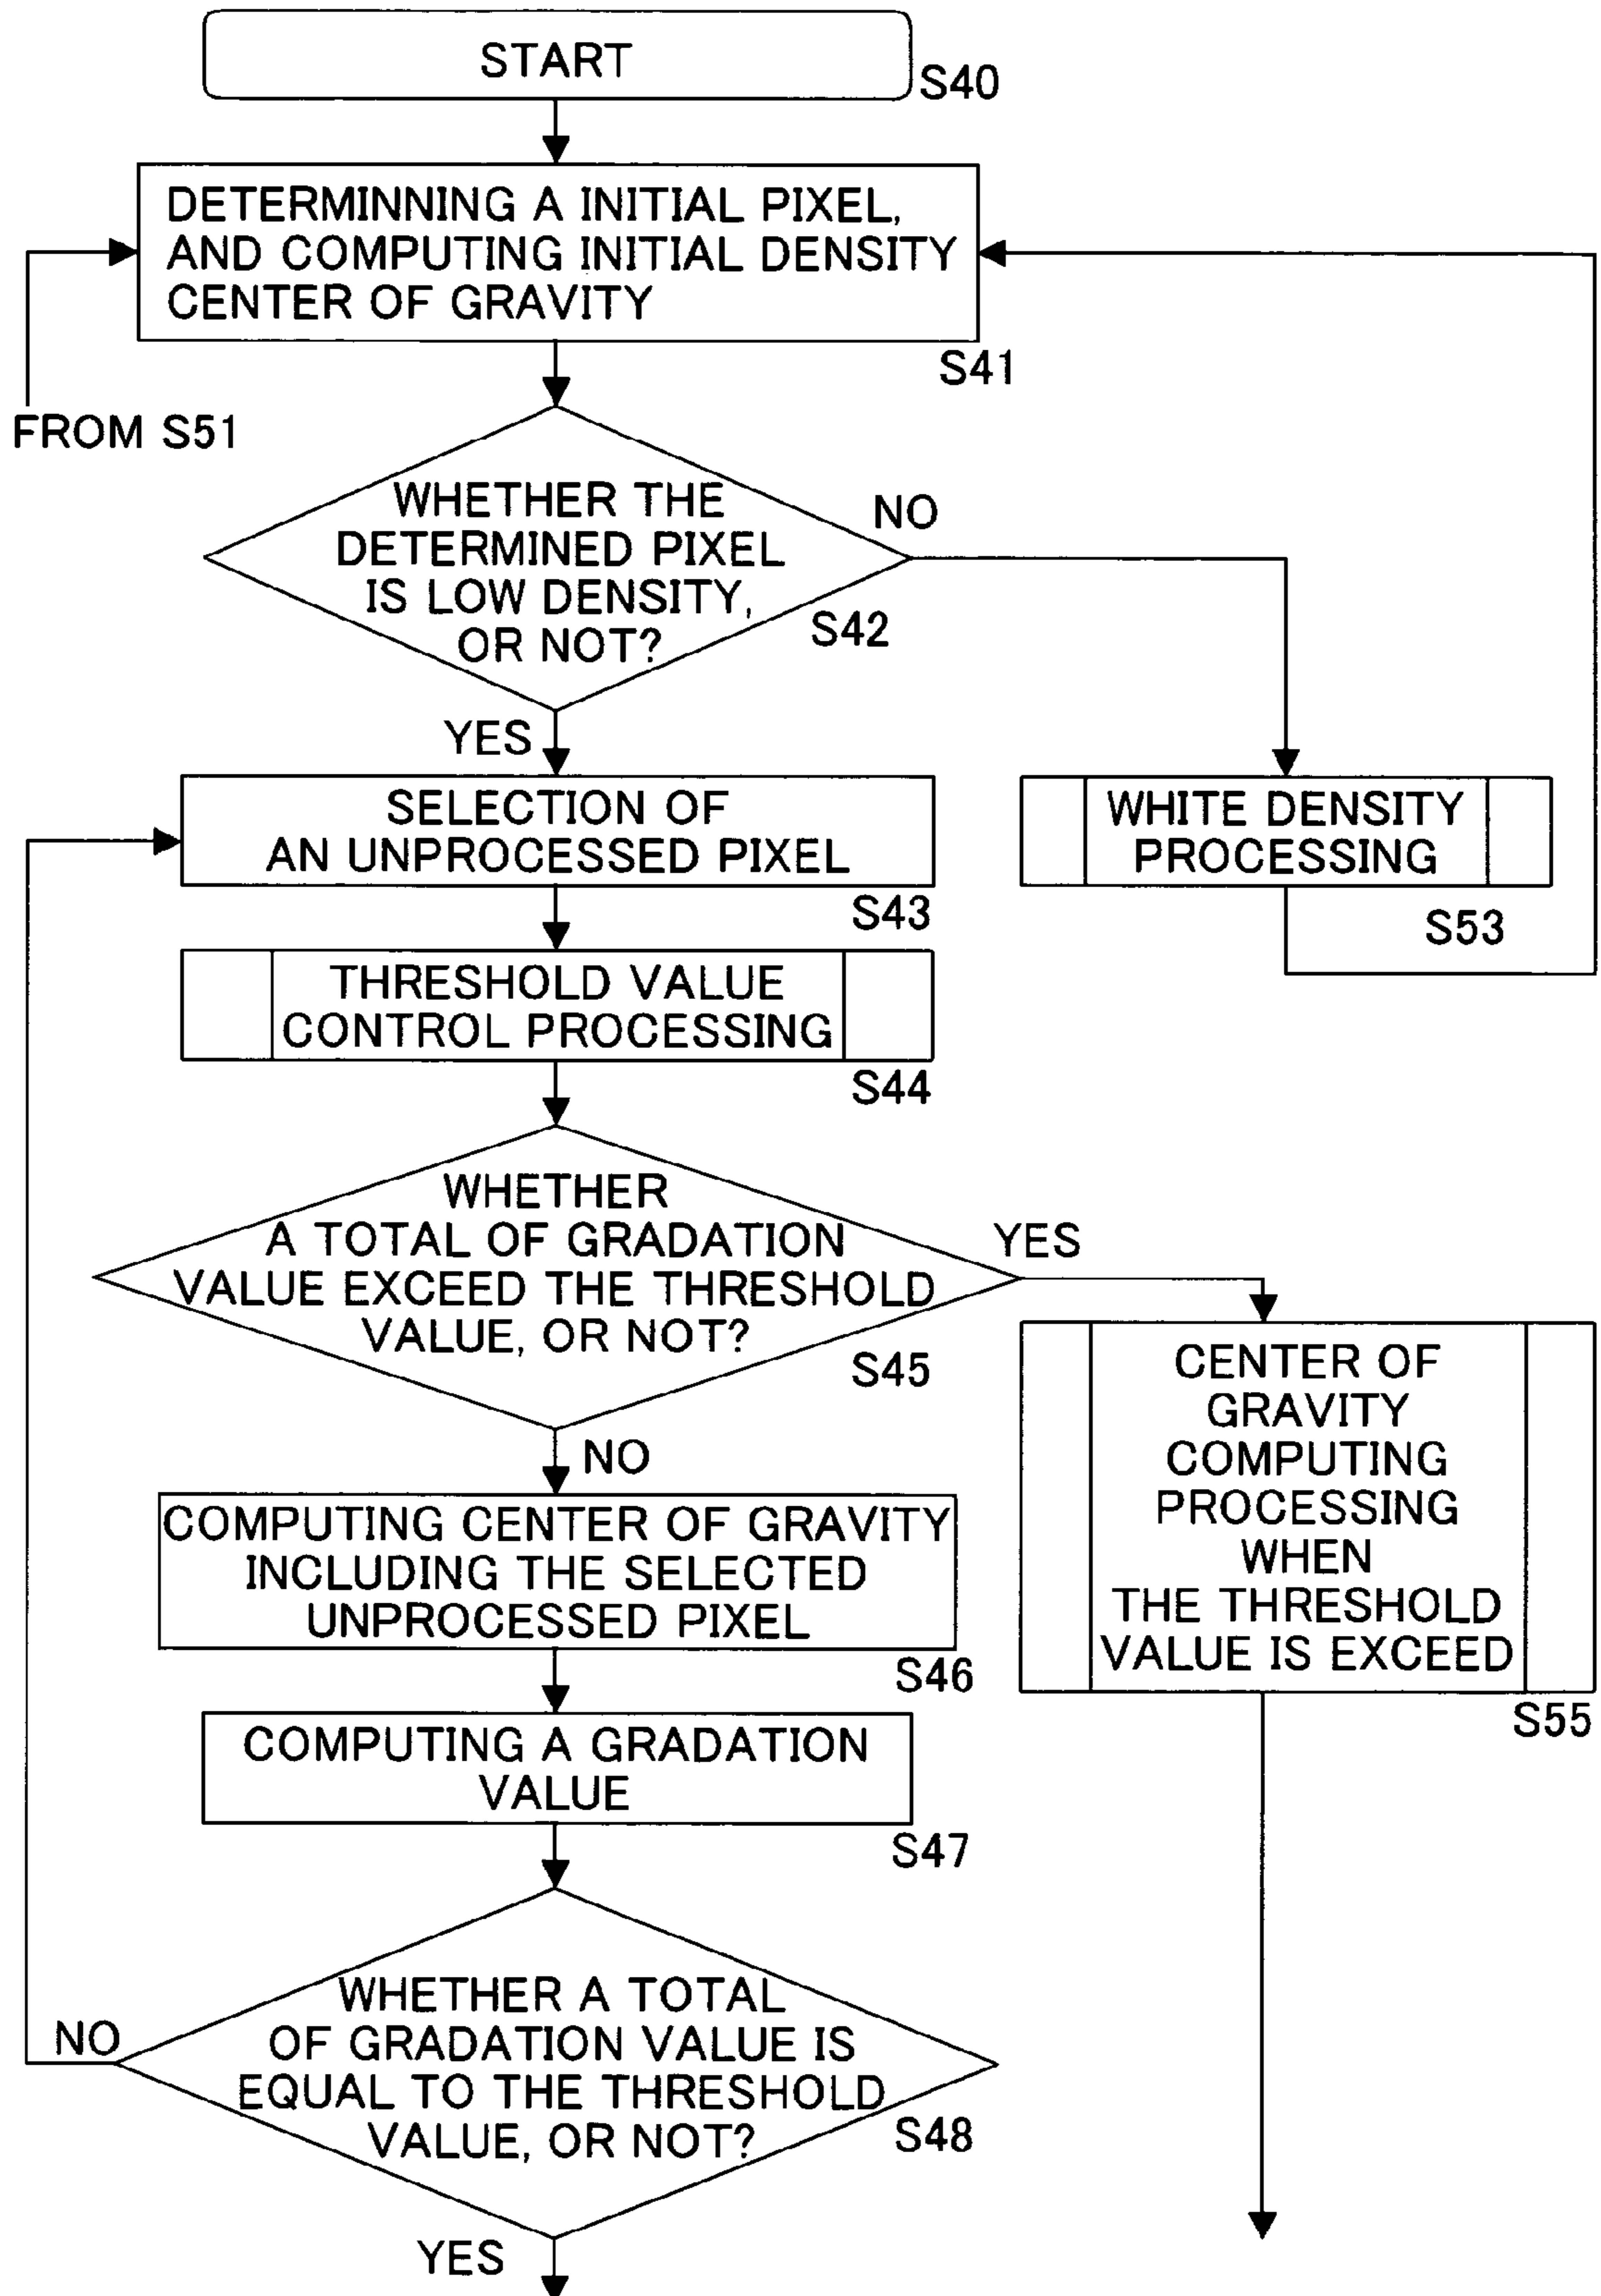 START
S40
DETERMINNING A INITIAL PIXEL,
AND COMPUTING INITIAL DENSITY
CENTER OF GRAVITY
S41
FROM S51
WHETHER THE
DETERMINED PIXEL
IS LOW DENSITY,
OR NOT?
S42
NO
YES
SELECTION OF
AN UNPROCESSED PIXEL
S43
WHITE DENSITY
PROCESSING
S53
THRESHOLD VALUE
CONTROL PROCESSING
S44
WHETHER
A TOTAL OF GRADATION
VALUE EXCEED THE THRESHOLD
VALUE, OR NOT?
S45
YES
NO
CENTER OF
GRAVITY
COMPUTING
PROCESSING
WHEN
THE THRESHOLD
VALUE IS EXCEED
S55
COMPUTING CENTER OF GRAVITY
INCLUDING THE SELECTED
UNPROCESSED PIXEL
S46
COMPUTING A GRADATION
VALUE
S47
WHETHER A TOTAL
OF GRADATION VALUE IS
EQUAL TO THE THRESHOLD
VALUE, OR NOT?
S48
NO
YES